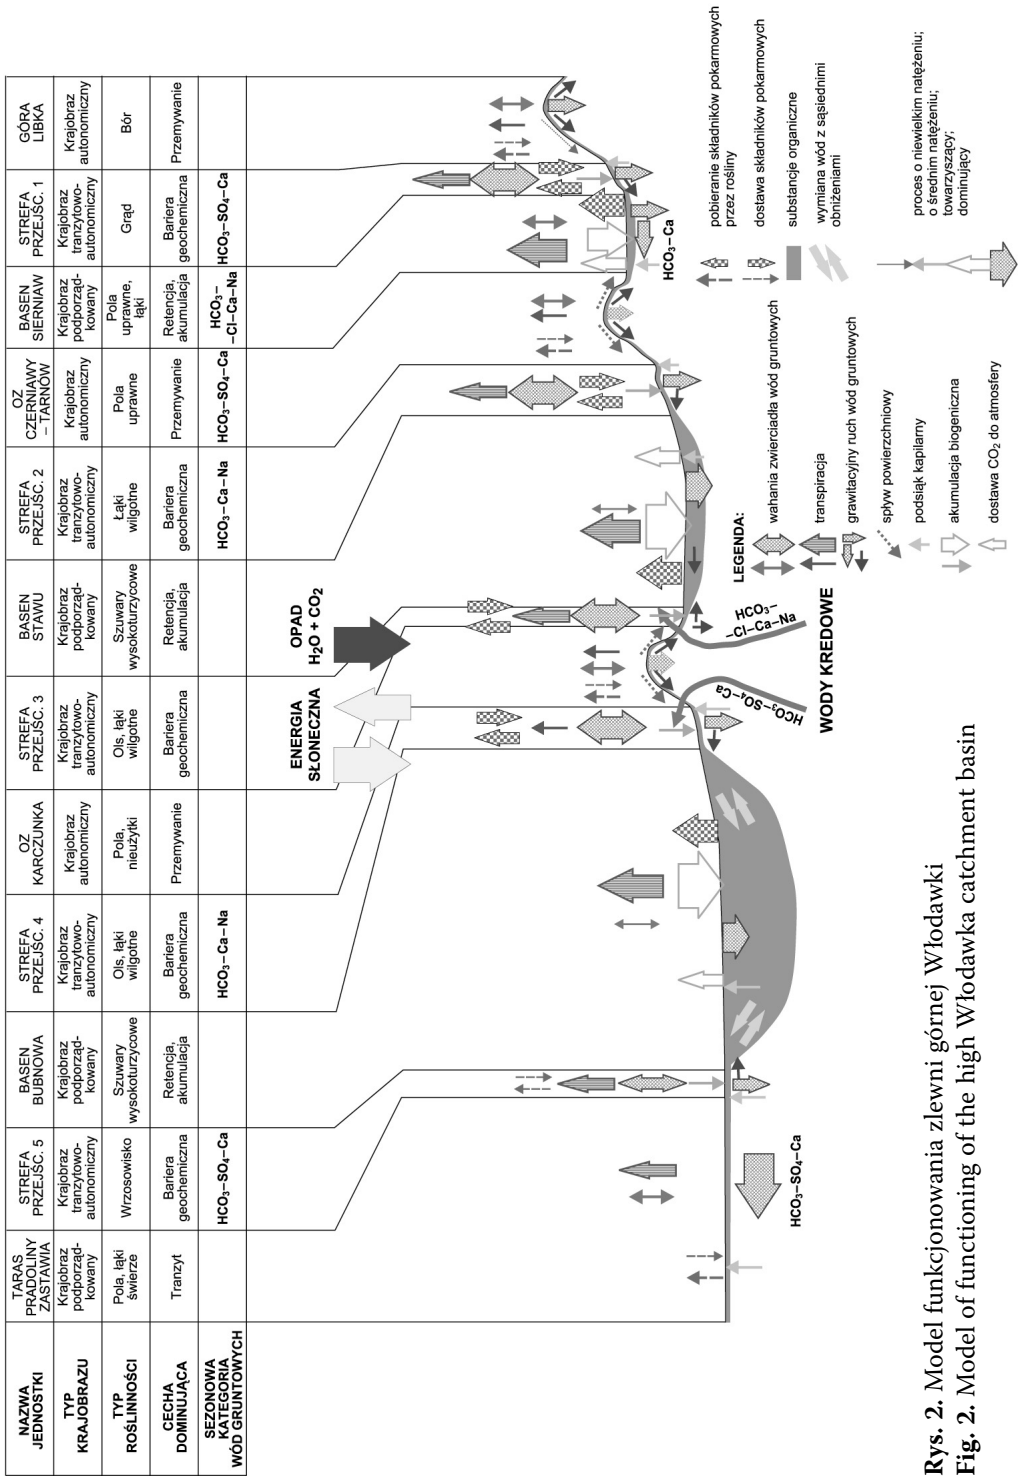 NAZWA
JEDNOSTKI
TARAS
PRADOLINY
ZASTAWIA
STREFA
PRZEJŚC. 5
BASEN
BUBNOWA
STREFA
PRZEJŚC. 4
OZ
KARCZUNKA
STREFA
PRZEJŚC. 3
BASEN
STAWU
STREFA
PRZEJŚC. 2
OZ
CZERNIAWY
– TARNÓW
BASEN
SIERNIAW
STREFA
PRZEJŚC. 1
GÓRA
LIBKA
TYP
KRAJOBRAZU
Krajobraz
podporząd-
kowany
Krajobraz
tranzytowo-
autonomiczny
Krajobraz
podporząd-
kowany
Krajobraz
tranzytowo-
autonomiczny
Krajobraz
autonomiczny
Krajobraz
tranzytowo-
autonomiczny
Krajobraz
podporząd-
kowany
Krajobraz
tranzytowo-
autonomiczny
Krajobraz
autonomiczny
Krajobraz
podporząd-
kowany
Krajobraz
tranzytowo-
autonomiczny
Krajobraz
autonomiczny
TYP
ROŚLINNOŚCI
Pola, łąki
świerze
Wrzosowisko
Szuwary
wysokoturzycowe
Ols, łąki
wilgotne
Pola,
nieużytki
Ols, łąki
wilgotne
Szuwary
wysokoturzycowe
Łąki
wilgotne
Pola
uprawne
Pola
uprawne,
łąki
Grąd
Bór
CECHA
DOMINUJĄCA
Tranzyt
Bariera
geochemiczna
Retencja,
akumulacja
Bariera
geochemiczna
Przemywanie
Bariera
geochemiczna
Retencja,
akumulacja
Bariera
geochemiczna
Przemywanie
Retencja,
akumulacja
Bariera
geochemiczna
Przemywanie
SEZONOWA
KATEGORIA
WÓD GRUNTOWYCH
HCO₃–SO₄–Ca
HCO₃–Ca–Na
HCO₃–Ca–Na
HCO₃–SO₄–Ca
HCO₃–
–Cl–Ca–Na
HCO₃–SO₄–Ca
ENERGIA
SŁONECZNA
OPAD
H₂O + CO₂
HCO₃–SO₄–Ca
HCO₃–SO₄–Ca
HCO₃–
–Cl–Ca–Na
WODY KREDOWE
HCO₃–Ca
LEGENDA:
wahania zwierciadła wód gruntowych
transpiracja
grawitacyjny ruch wód gruntowych
spływ powierzchniowy
podsiąk kapilarny
akumulacja biogeniczna
dostawa CO₂ do atmosfery
pobieranie składników pokarmowych
przez rośliny
dostawa składników pokarmowych
substancje organiczne
wymiana wód z sąsiednimi
obniżeniami
proces o niewielkim natężeniu;
o średnim natężeniu;
towarzyszący;
dominujący
Rys. 2. Model funkcjonowania zlewni górnej Włodawki
Fig. 2. Model of functioning of the high Włodawka catchment basin